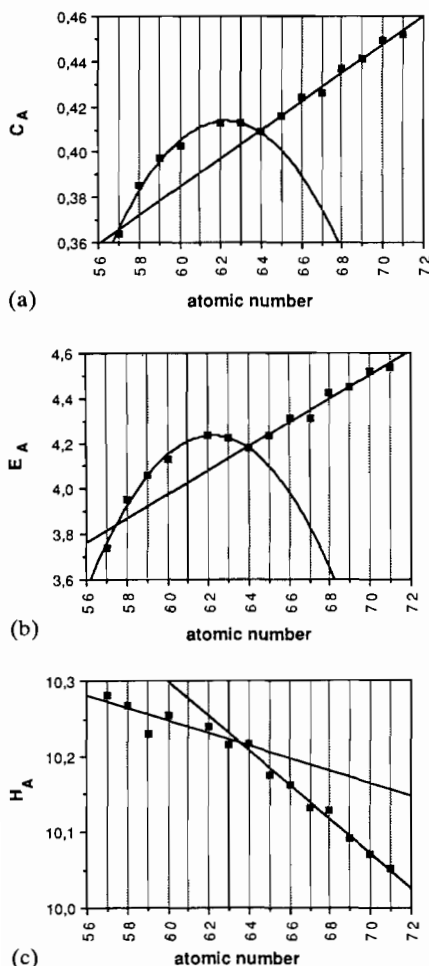 0,46
0,44
0,42
0,40
0,38
0,36
C A
56 58 60 62 64 66 68 70 72
(a) atomic number
4,6
4,4
4,2
4,0
3,8
3,6
E A
56 58 60 62 64 66 68 70 72
(b) atomic number
10,3
10,2
10,1
10,0
H A
56 58 60 62 64 66 68 70 72
(c) atomic number